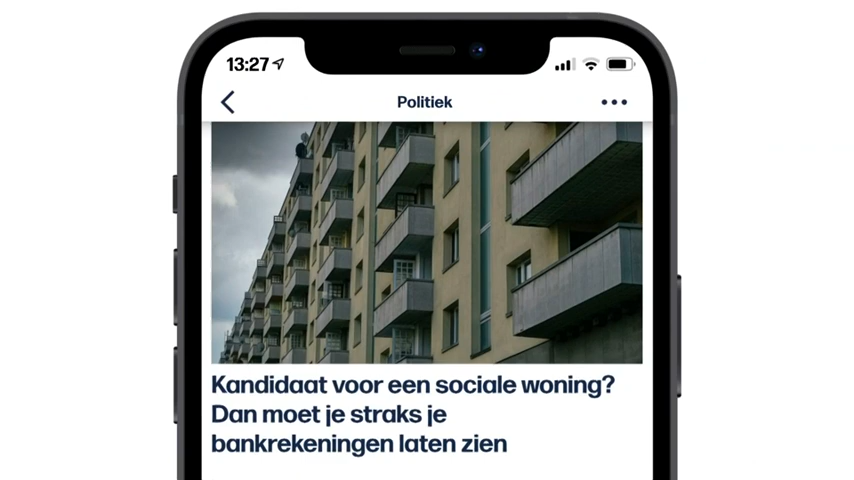 13:27
Politiek
Kandidaat voor een sociale woning?
Dan moet je straks je
bankrekeningen laten zien